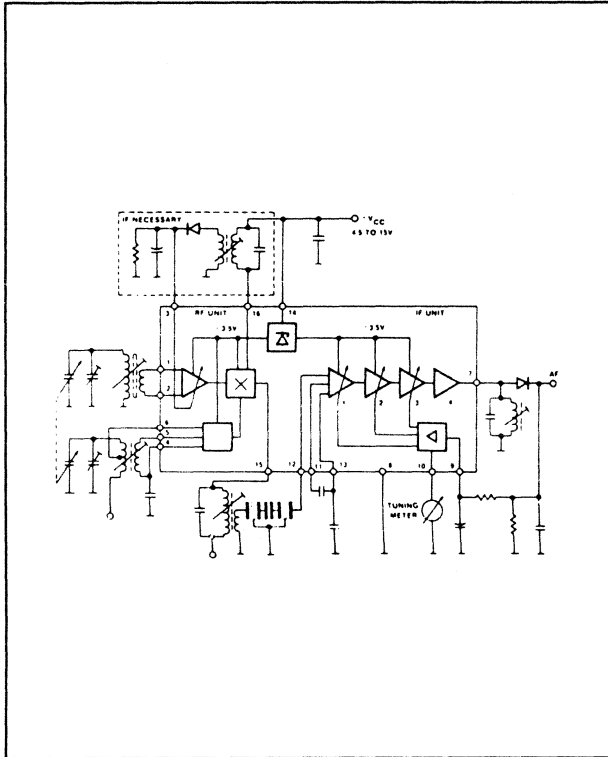 IF NECESSARY
- VCC
4 5 TO 15V
3
RF UNIT
16
14
IF UNIT
3.5V
3.5V
1
2
7
AF
1
2
3
4
6
5
4
15
12
11
13
8
10
9
TUNING
METER